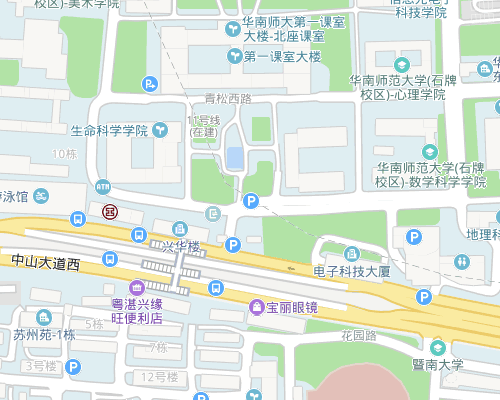 校区)-美术学院
科技学院
华南师大第一课室
大楼-北座课室
第一课室大楼
华南师范大学(石牌
校区)-心理学院
青松西路
11号线
(在建)
生命科学学院
10栋
华南师范大学(石牌
校区)-数学科学学院
ATM
泳馆
P
兴华楼
地理科
中山大道西
电子科技大厦
粤湛兴缘
旺便利店
宝丽眼镜
苏州苑-1栋
5栋
7栋
花园路
暨南大学
3号楼
12号楼